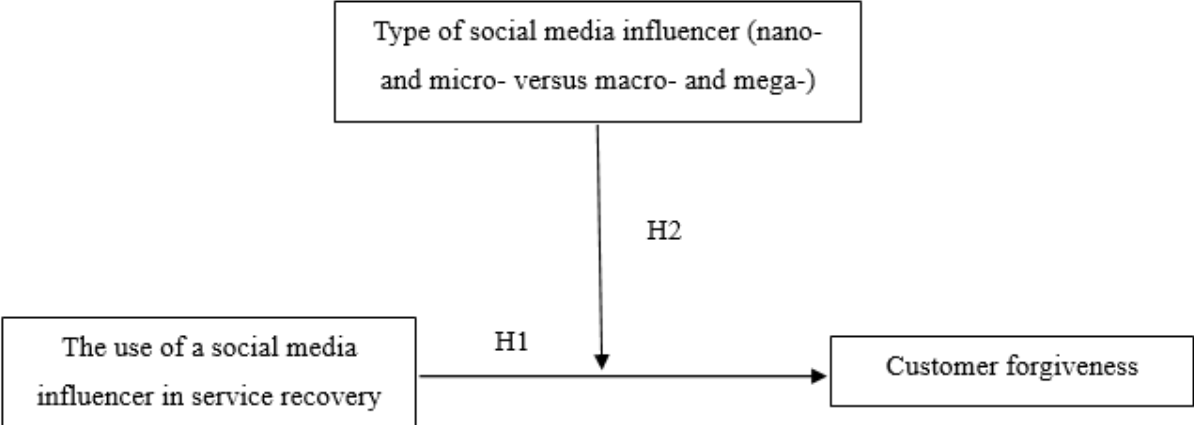 Type of social media influencer (nano-
and micro- versus macro- and mega-)
H2
H1
The use of a social media
influencer in service recovery
Customer forgiveness